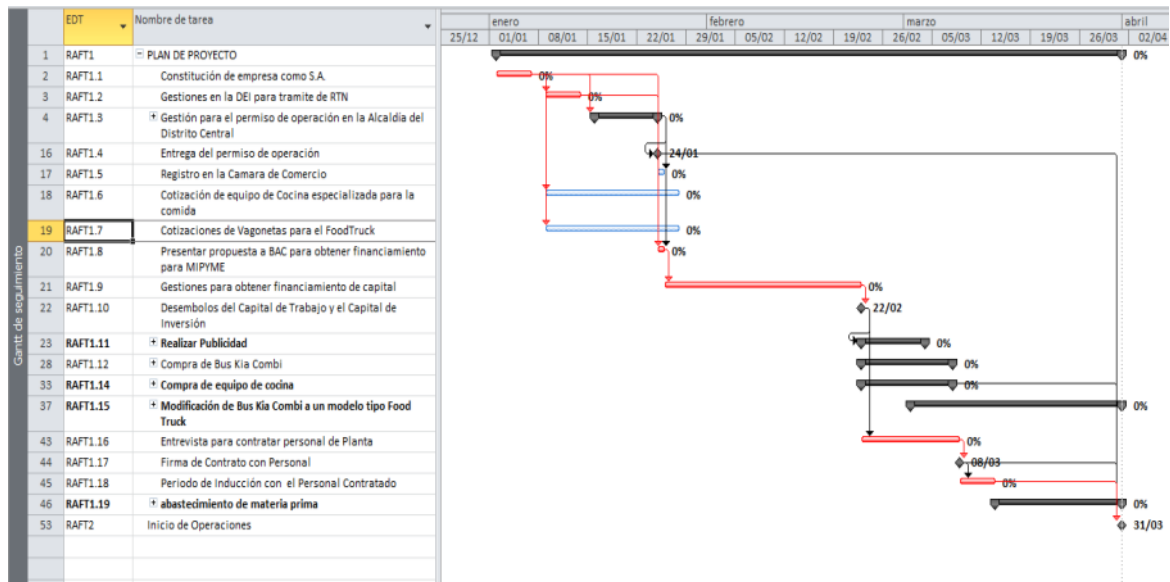 EDT Nombre de tarea enero febrero marzo abril
25/12 01/01 08/01 15/01 22/01 29/01 05/02 12/02 19/02 26/02 05/03 12/03 19/03 26/03 02/04
1 RAFT1 PLAN DE PROYECTO 0%
2 RAFT1.1 Constitución de empresa como S.A. 0%
3 RAFT1.2 Gestiones en la DEI para tramite de RTN 0%
4 RAFT1.3 Gestión para el permiso de operación en la Alcaldía del 0%
Distrito Central
16 RAFT1.4 Entrega del permiso de operación 24/01
17 RAFT1.5 Registro en la Camara de Comercio 0%
18 RAFT1.6 Cotización de equipo de Cocina especializada para la 0%
comida
19 RAFT1.7 Cotizaciones de Vagonetas para el FoodTruck 0%
20 RAFT1.8 Presentar propuesta a BAC para obtener financiamiento 0%
para MIPYME
21 RAFT1.9 Gestiones para obtener financiamiento de capital 0%
22 RAFT1.10 Desembolos del Capital de Trabajo y el Capital de 22/02
Inversión
23 RAFT1.11 Realizar Publicidad 0%
28 RAFT1.12 Compra de Bus Kia Combi 0%
33 RAFT1.14 Compra de equipo de cocina 0%
37 RAFT1.15 Modificación de Bus Kia Combi a un modelo tipo Food 0%
Truck
43 RAFT1.16 Entrevista para contratar personal de Planta 0%
44 RAFT1.17 Firma de Contrato con Personal 08/03
45 RAFT1.18 Periodo de Inducción con el Personal Contratado 0%
46 RAFT1.19 abastecimiento de materia prima 0%
53 RAFT2 Inicio de Operaciones 31/03
Gantt de seguimiento